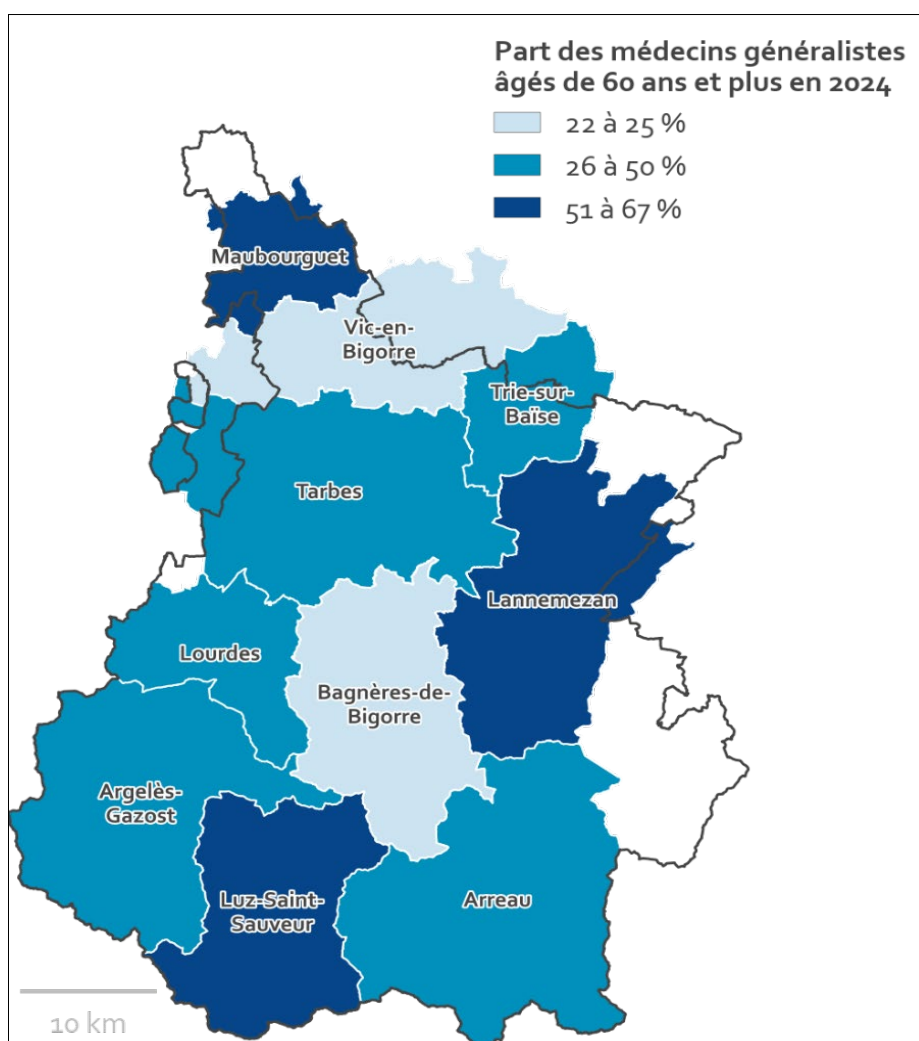 Part des médecins généralistes
âgés de 60 ans et plus en 2024
22 à 25 %
26 à 50 %
51 à 67 %
Maubourguet
Vic-en-
Bigorre
Trie-sur-
Baïse
Tarbes
Lannemezan
Lourdes
Bagnères-de-
Bigorre
Argelès-
Gazost
Luz-Saint-
Sauveur
Arreau
10 km